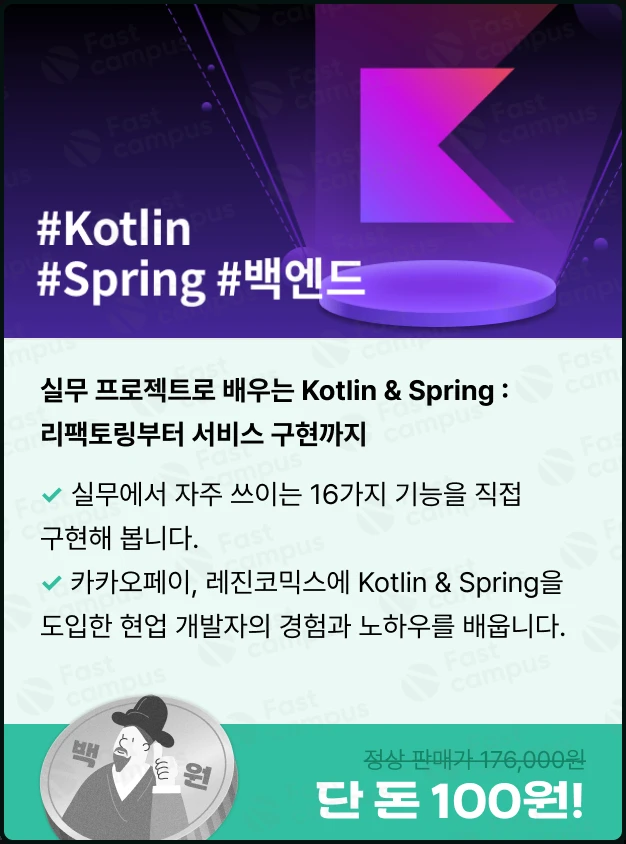 #Kotlin
#Spring #백엔드
실무 프로젝트로 배우는 Kotlin & Spring :
리팩토링부터 서비스 구현까지
✓ 실무에서 자주 쓰이는 16가지 기능을 직접
구현해 봅니다.
✓ 카카오페이, 레진코믹스에 Kotlin & Spring을
도입한 현업 개발자의 경험과 노하우를 배웁니다.
백 원
정상 판매가 176,000원
단 돈 100원!
Fast campus